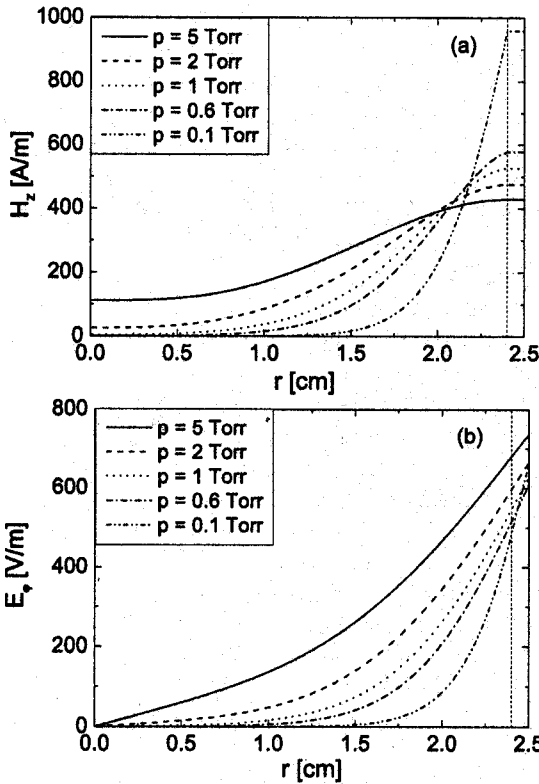 1000
800
600
400
200
0
H_z [A/m]
p = 5 Torr
p = 2 Torr
p = 1 Torr
p = 0.6 Torr
p = 0.1 Torr
(a)
0.0 0.5 1.0 1.5 2.0 2.5
r [cm]
800
600
400
200
0
E_φ [V/m]
p = 5 Torr
p = 2 Torr
p = 1 Torr
p = 0.6 Torr
p = 0.1 Torr
(b)
0.0 0.5 1.0 1.5 2.0 2.5
r [cm]